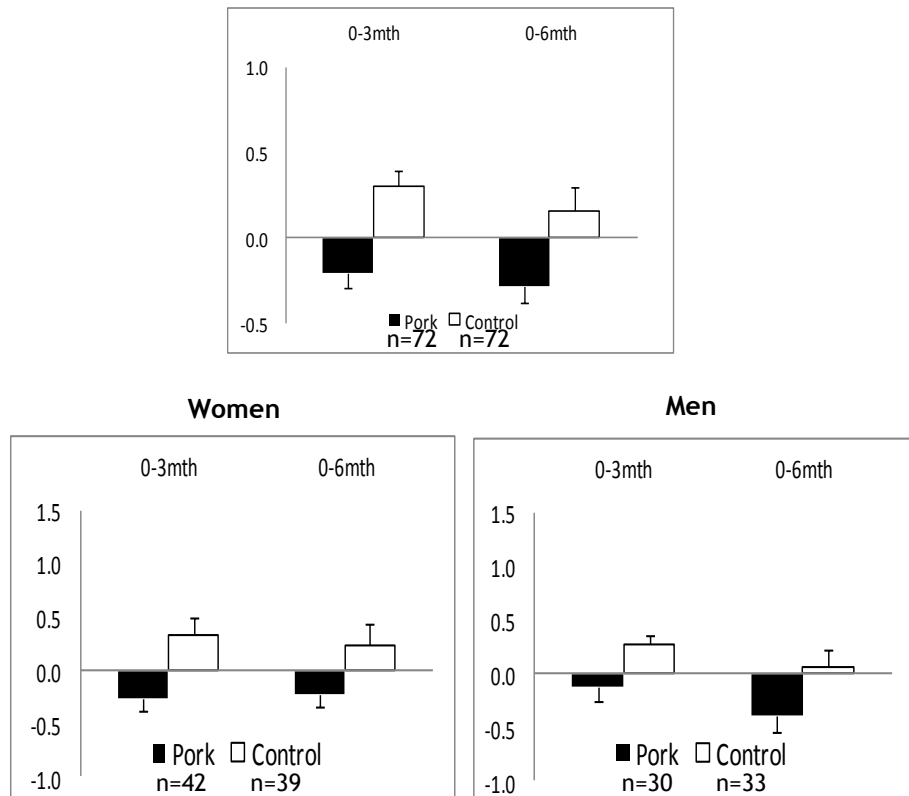 0-3mth 0-6mth
1.0
0.5
0.0
-0.5
Pork Control
n=72 n=72
Women
0-3mth 0-6mth
1.5
1.0
0.5
0.0
-0.5
-1.0
Pork Control
n=42 n=39
Men
0-3mth 0-6mth
1.5
1.0
0.5
0.0
-0.5
-1.0
Pork Control
n=30 n=33